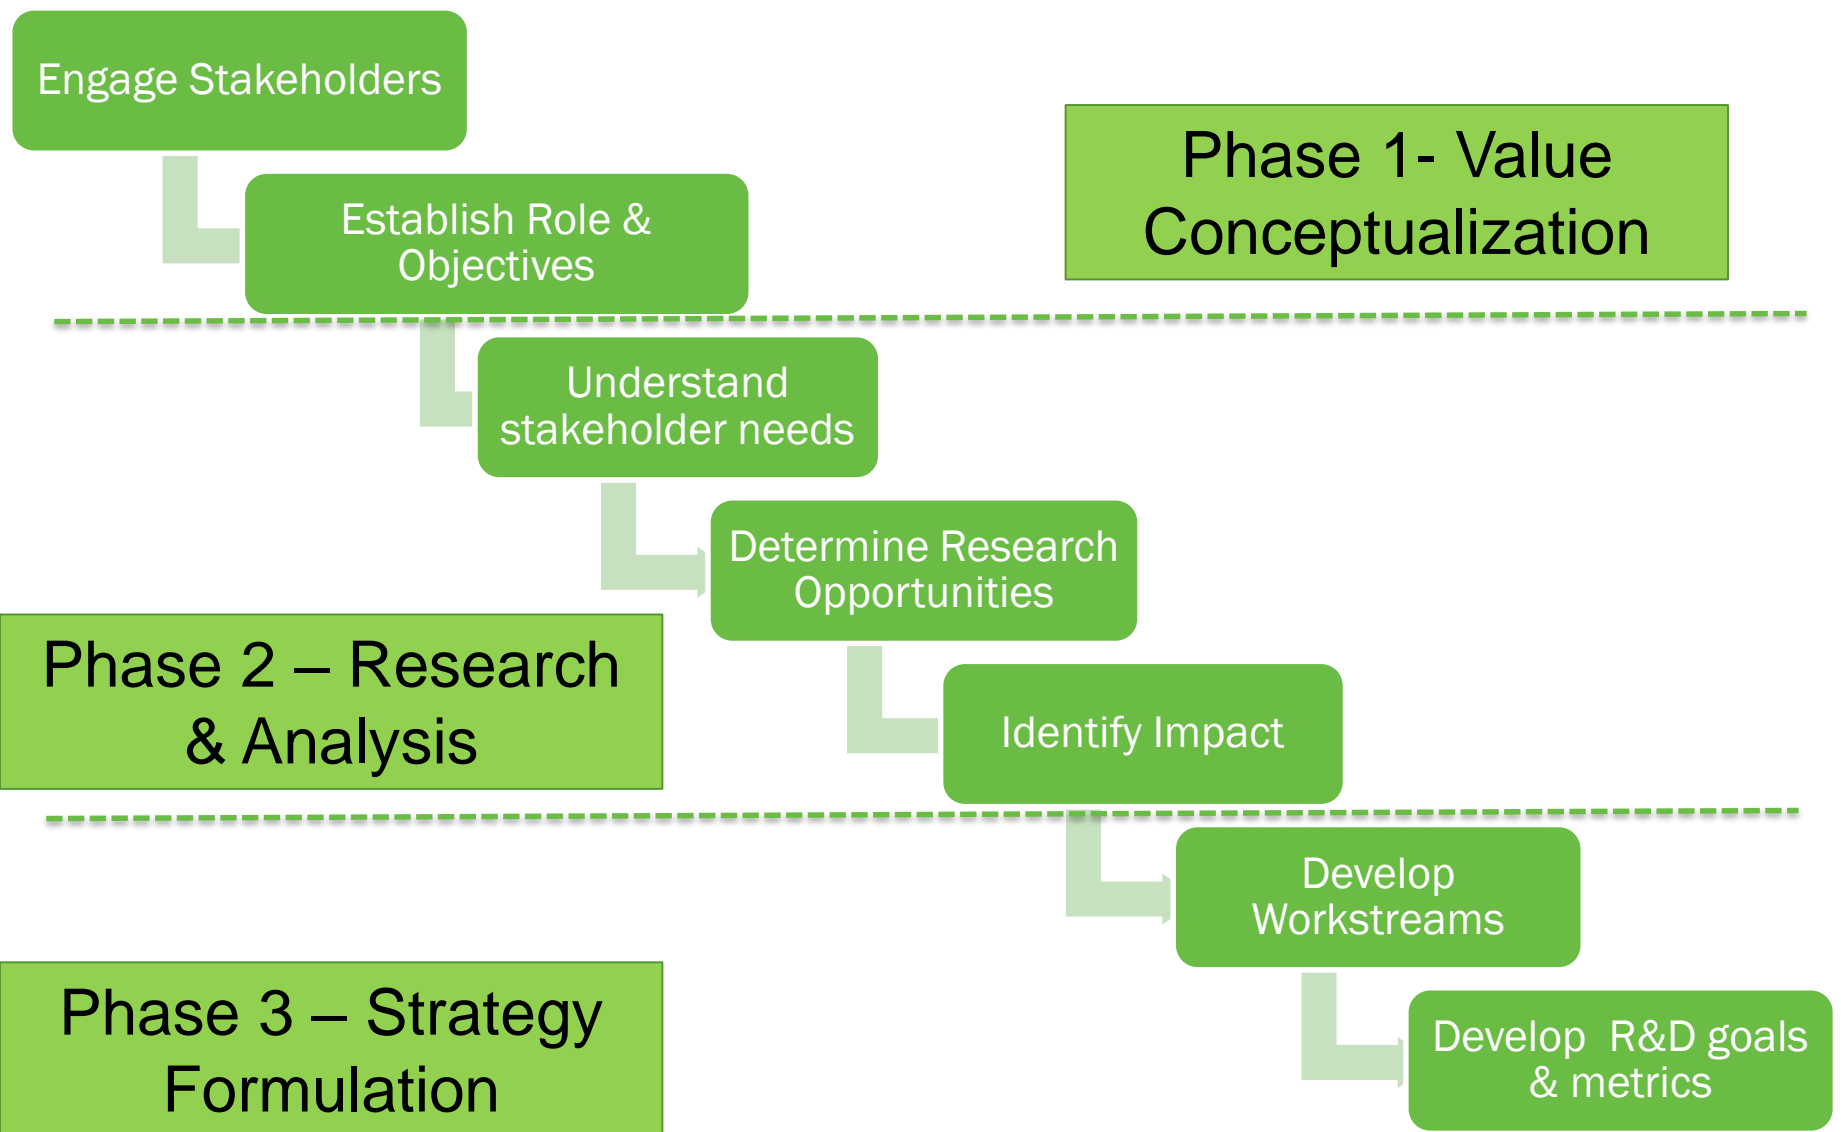 Engage Stakeholders
Phase 1- Value
Conceptualization
Establish Role &
Objectives
Understand
stakeholder needs
Determine Research
Opportunities
Phase 2 – Research
& Analysis
Identify Impact
Develop
Workstreams
Phase 3 – Strategy
Formulation
Develop  R&D goals
& metrics